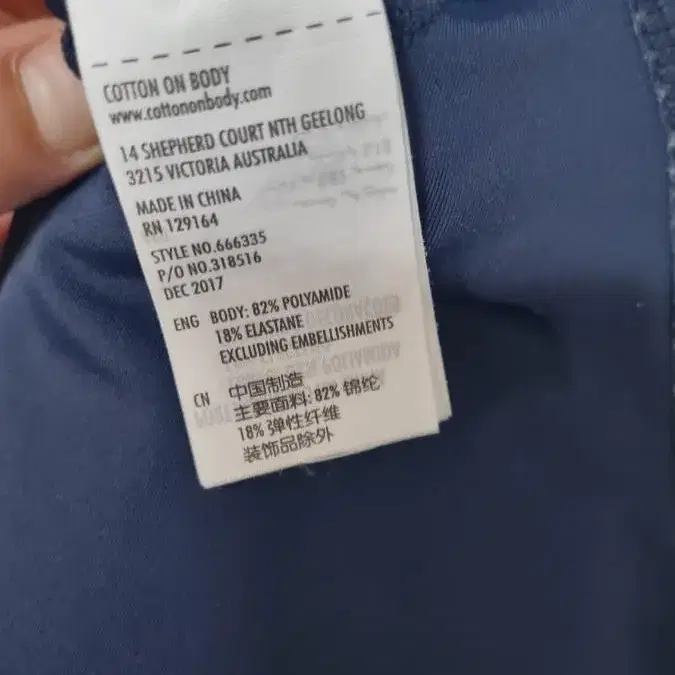 COTTON ON BODY
www.cottononbody.com
14 SHEPHERD COURT NTH GEELONG
3215 VICTORIA AUSTRALIA
MADE IN CHINA
RN 129164
STYLE NO.666335
P/O NO.318516
DEC 2017
ENG BODY: 82% POLYAMIDE
18% ELASTANE
EXCLUDING EMBELLISHMENTS
CN 中国制造
主要面料: 82% 锦纶
18% 弹性纤维
装饰品除外